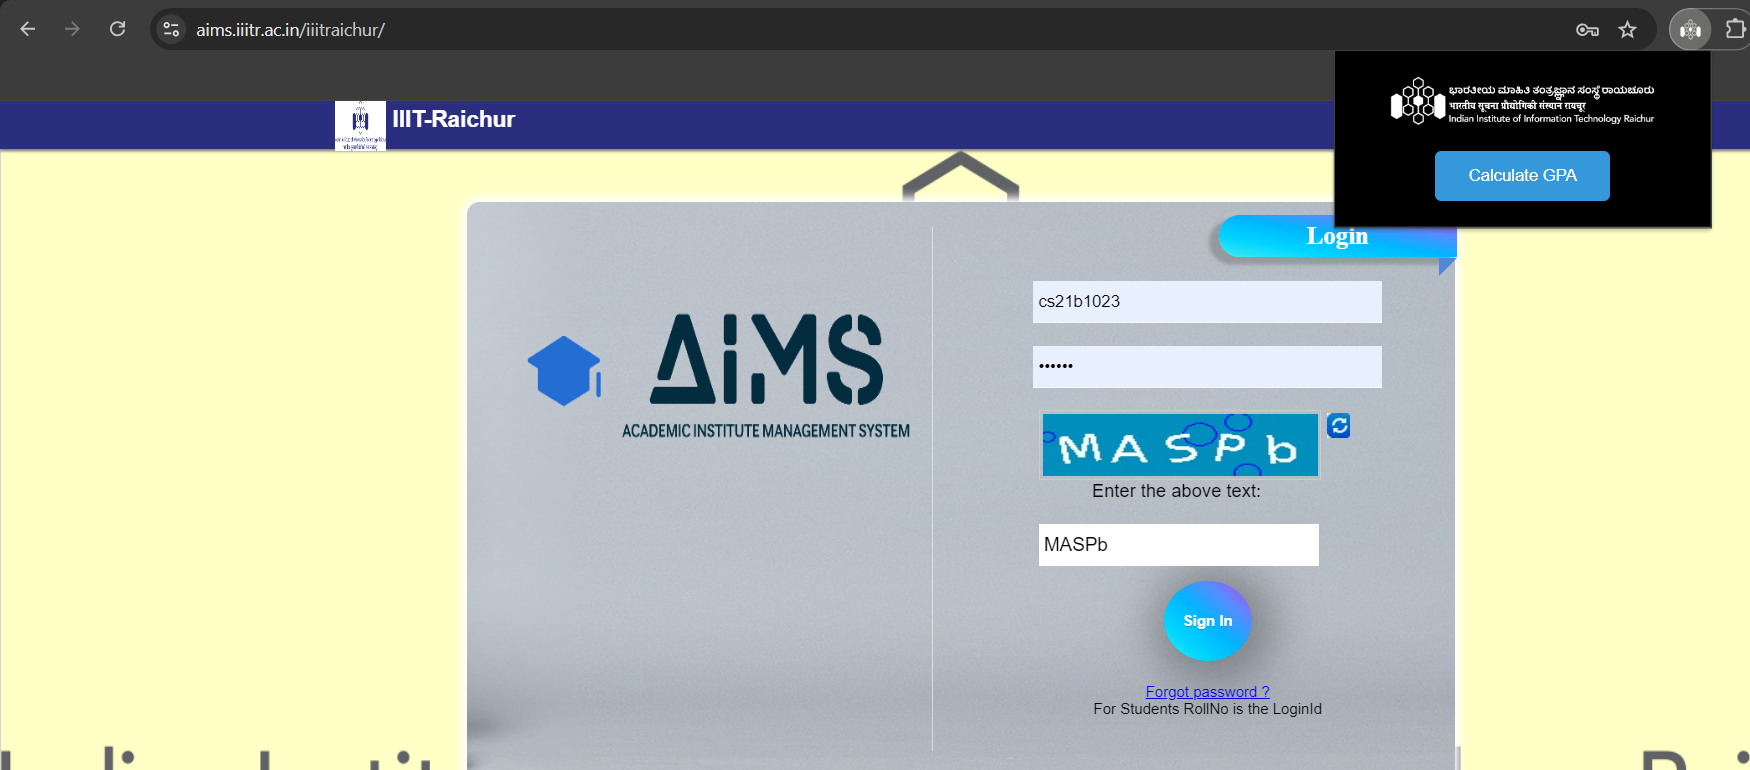 aims.iiitr.ac.in/iiitraichur/
IIIT-Raichur
ಭಾರತೀಯ ಮಾಹಿತಿ ತಂತ್ರಜ್ಞಾನ ಸಂಸ್ಥೆ ರಾಯಚೂರು
भारतीय सूचना प्रौद्योगिकी संस्थान रायचूर
Indian Institute of Information Technology Raichur
Calculate GPA
Login
cs21b1023
AIMS
ACADEMIC INSTITUTE MANAGEMENT SYSTEM
MASPb
Enter the above text:
MASPb
Sign In
Forgot password ?
For Students RollNo is the LoginId